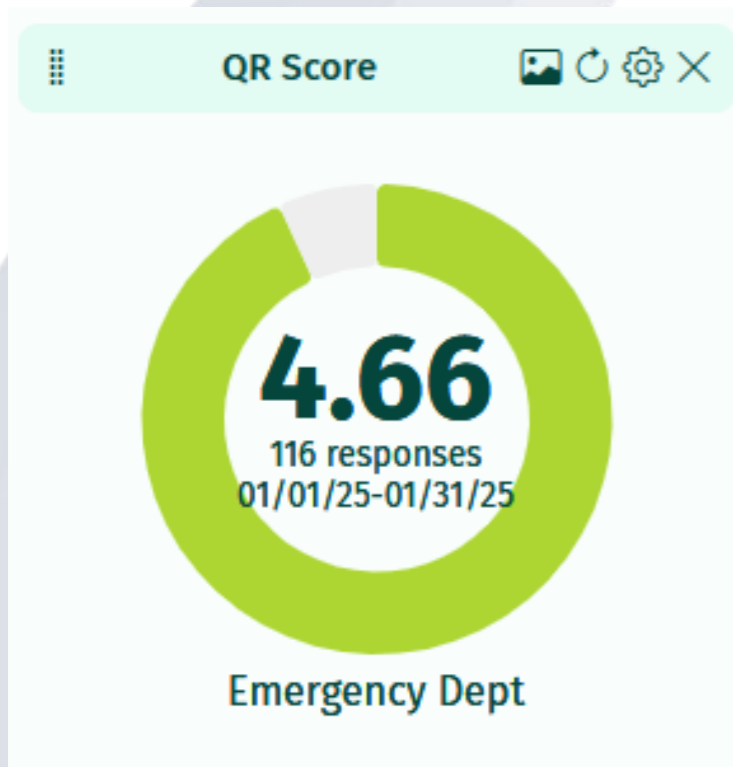 QR Score
4.66
116 responses
01/01/25-01/31/25
Emergency Dept